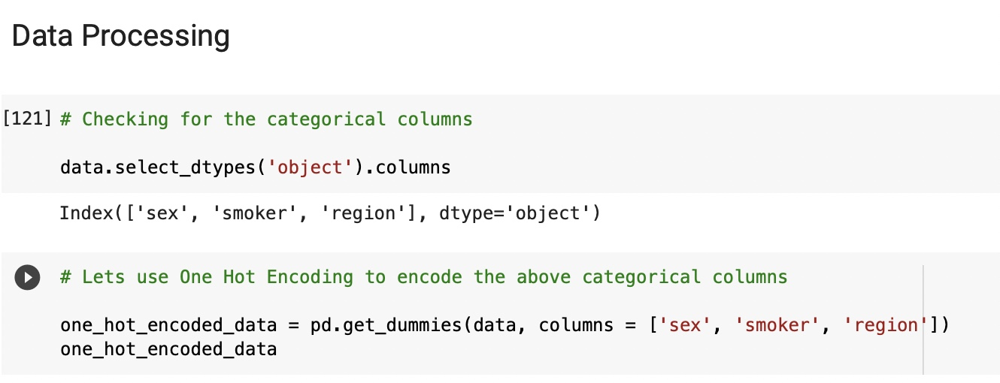 Data Processing
[121] # Checking for the categorical columns
data.select_dtypes('object').columns
Index(['sex', 'smoker', 'region'], dtype='object')
# Lets use One Hot Encoding to encode the above categorical columns
one_hot_encoded_data = pd.get_dummies(data, columns = ['sex', 'smoker', 'region'])
one_hot_encoded_data